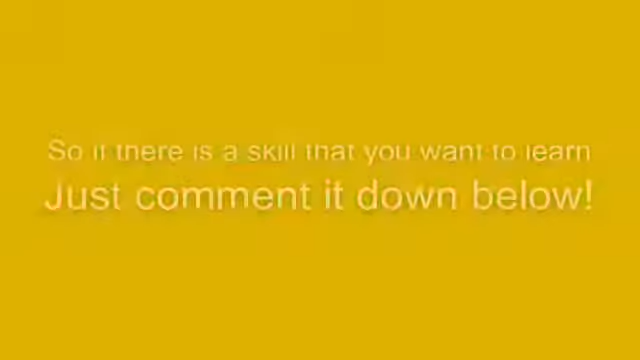 So if there is a skill that you want to learn
Just comment it down below!